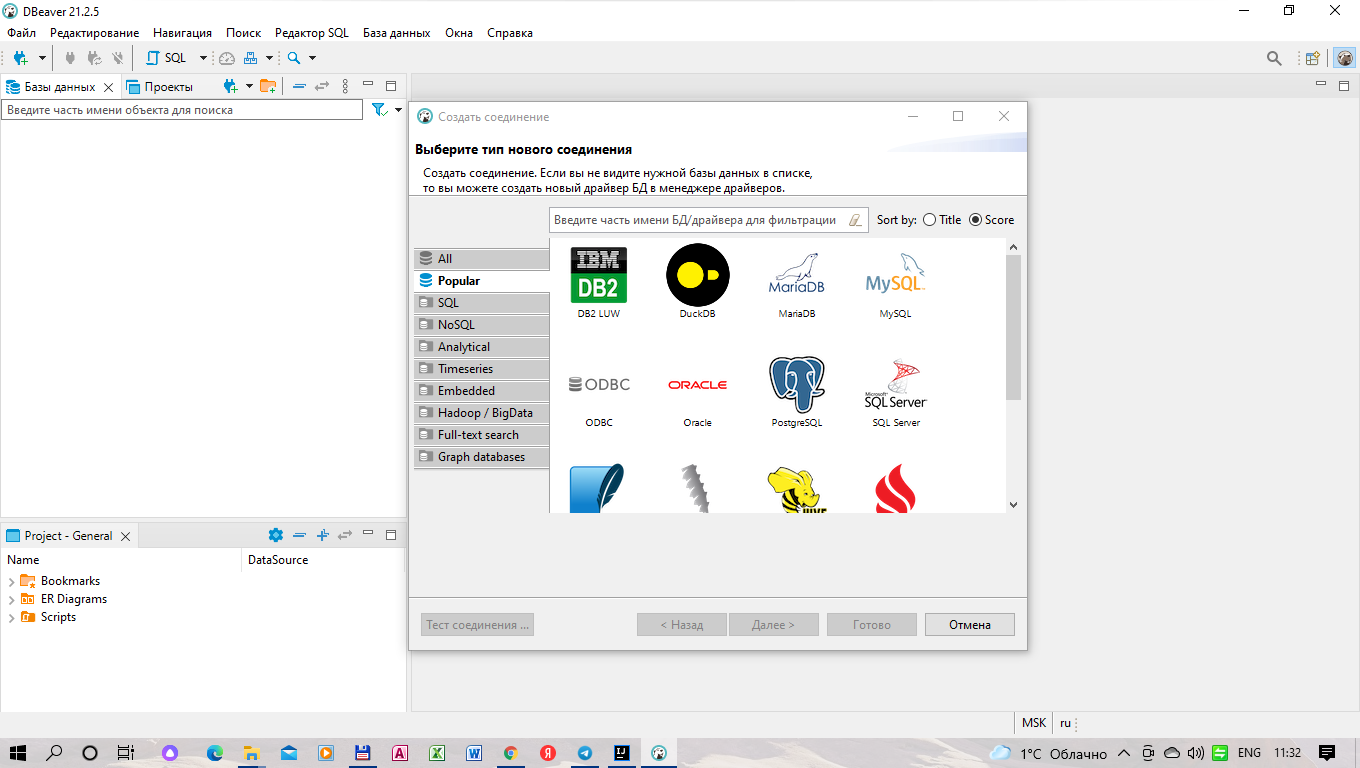 DBeaver 21.2.5
Файл Редактирование Навигация Поиск Редактор SQL База данных Окна Справка
SQL
Базы данных Проекты
Введите часть имени объекта для поиска
Создать соединение
Выберите тип нового соединения
Создать соединение. Если вы не видите нужной базы данных в списке,
то вы можете создать новый драйвер БД в менеджере драйверов.
Введите часть имени БД/драйвера для фильтрации Sort by: Title Score
All
Popular
SQL
NoSQL
Analytical
Timeseries
Embedded
Hadoop / BigData
Full-text search
Graph databases
IBM
DB2
MariaDB
MySQL
DB2 LUW DuckDB MariaDB MySQL
ODBC ORACLE Microsoft SQL Server
ODBC Oracle PostgreSQL SQL Server
HIVE
Тест соединения ... < Назад Далее > Готово Отмена
Project - General
Name DataSource
Bookmarks
ER Diagrams
Scripts
MSK ru
1°C Облачно ENG 11:32